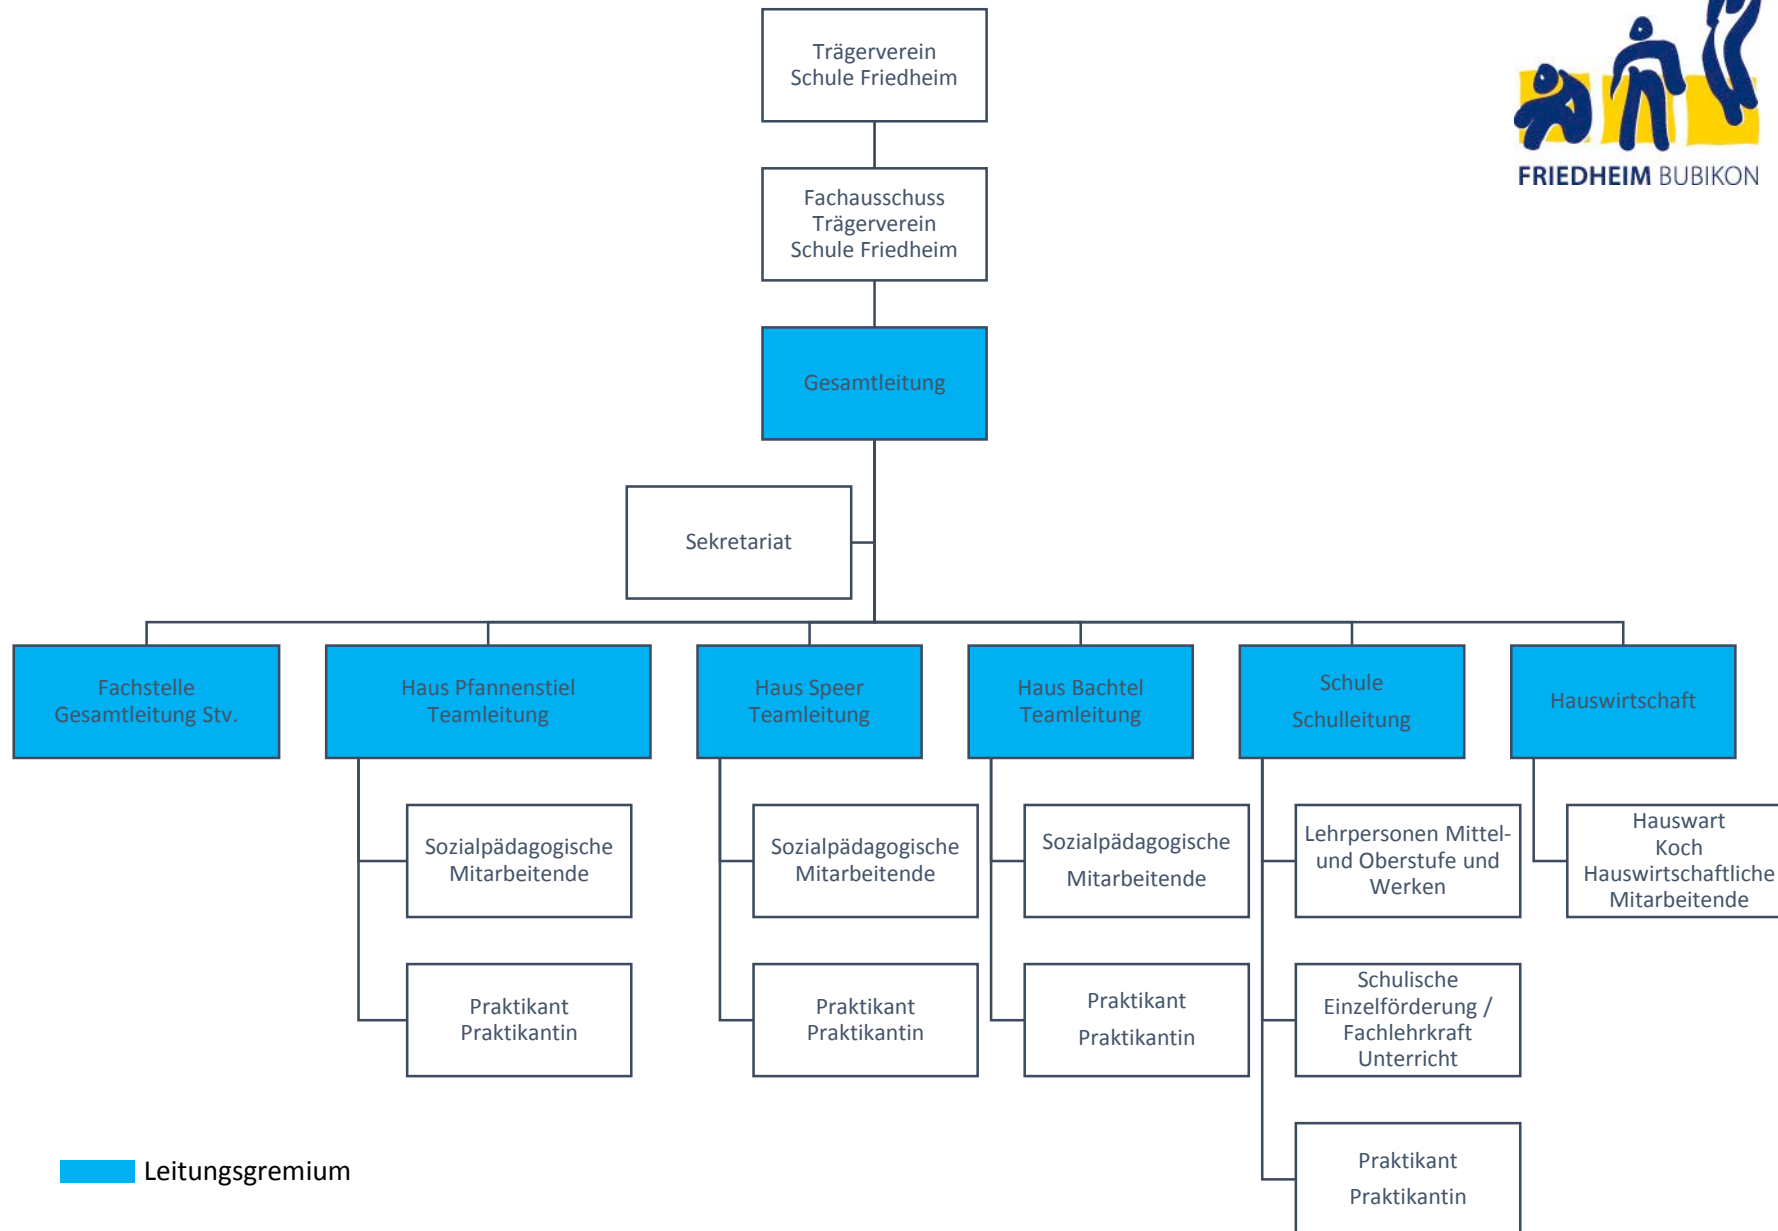 Trägerverein
Schule Friedheim
FRIEDHEIM BUBIKON
Fachausschuss
Trägerverein
Schule Friedheim
Gesamtleitung
Sekretariat
Fachstelle
Gesamtleitung Stv.
Haus Pfannenstiel
Teamleitung
Haus Speer
Teamleitung
Haus Bachtel
Teamleitung
Schule
Schulleitung
Hauswirtschaft
Sozialpädagogische
Mitarbeitende
Sozialpädagogische
Mitarbeitende
Sozialpädagogische
Mitarbeitende
Lehrpersonen Mittel-
und Oberstufe und
Werken
Hauswart
Koch
Hauswirtschaftliche
Mitarbeitende
Praktikant
Praktikantin
Praktikant
Praktikantin
Praktikant
Praktikantin
Schulische
Einzelförderung /
Fachlehrkraft
Unterricht
Praktikant
Praktikantin
Leitungsgremium